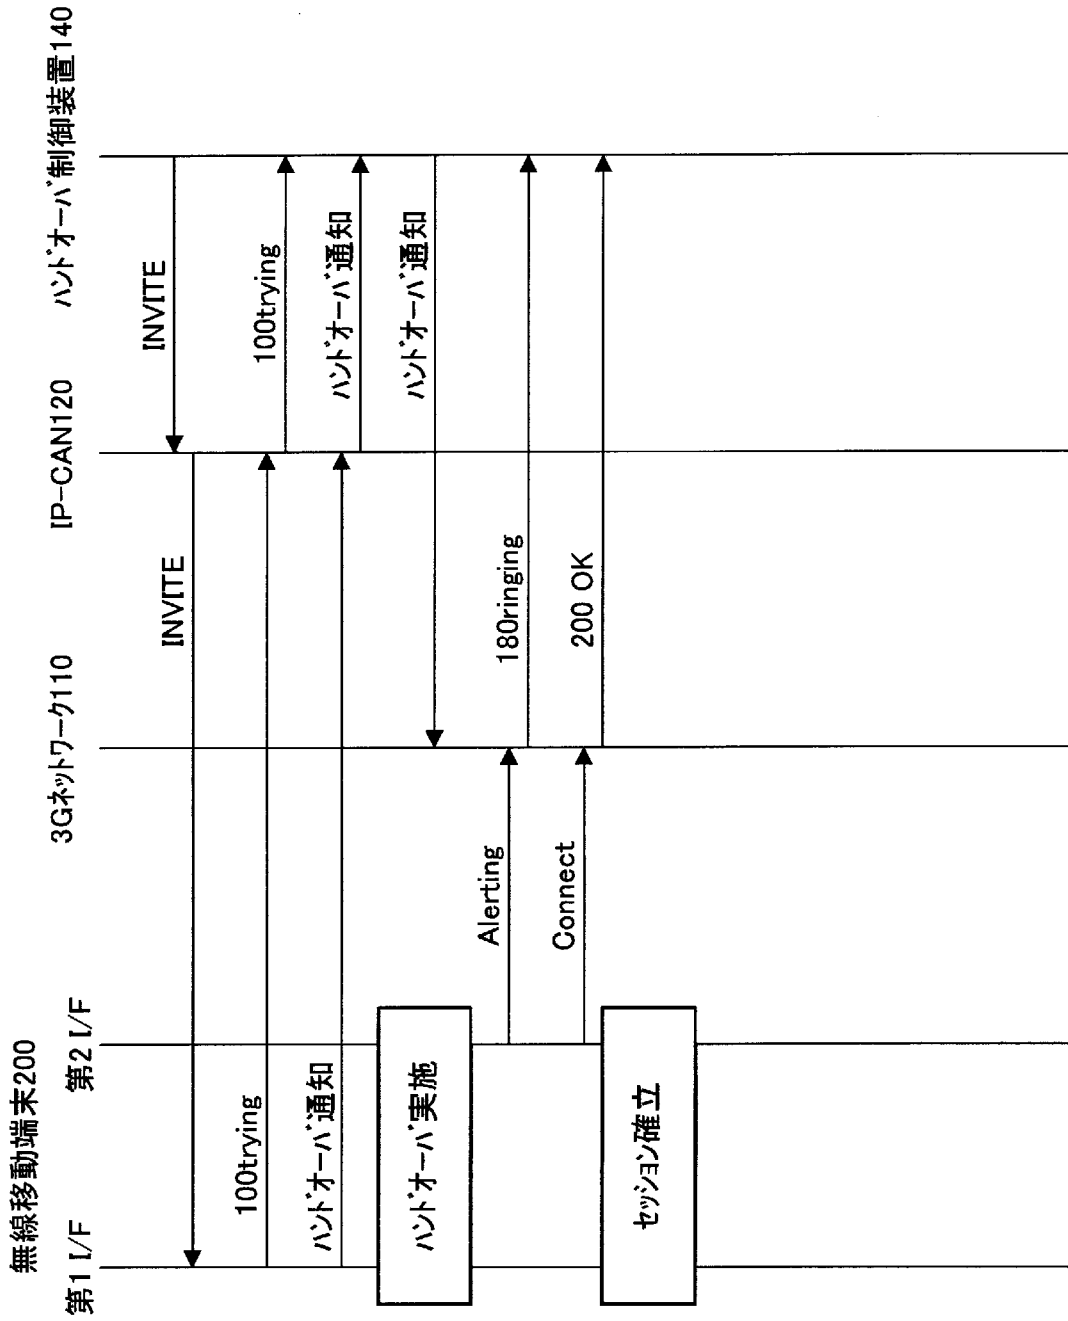 無線移動端末200
第1 I/F
第2 I/F
3Gネットワーク110
IP-CAN120
ハンドオーバ制御装置140
INVITE
INVITE
100trying
100trying
ハンドオーバ通知
ハンドオーバ通知
ハンドオーバ実施
ハンドオーバ通知
Alerting
180ringing
Connect
200 OK
セッション確立